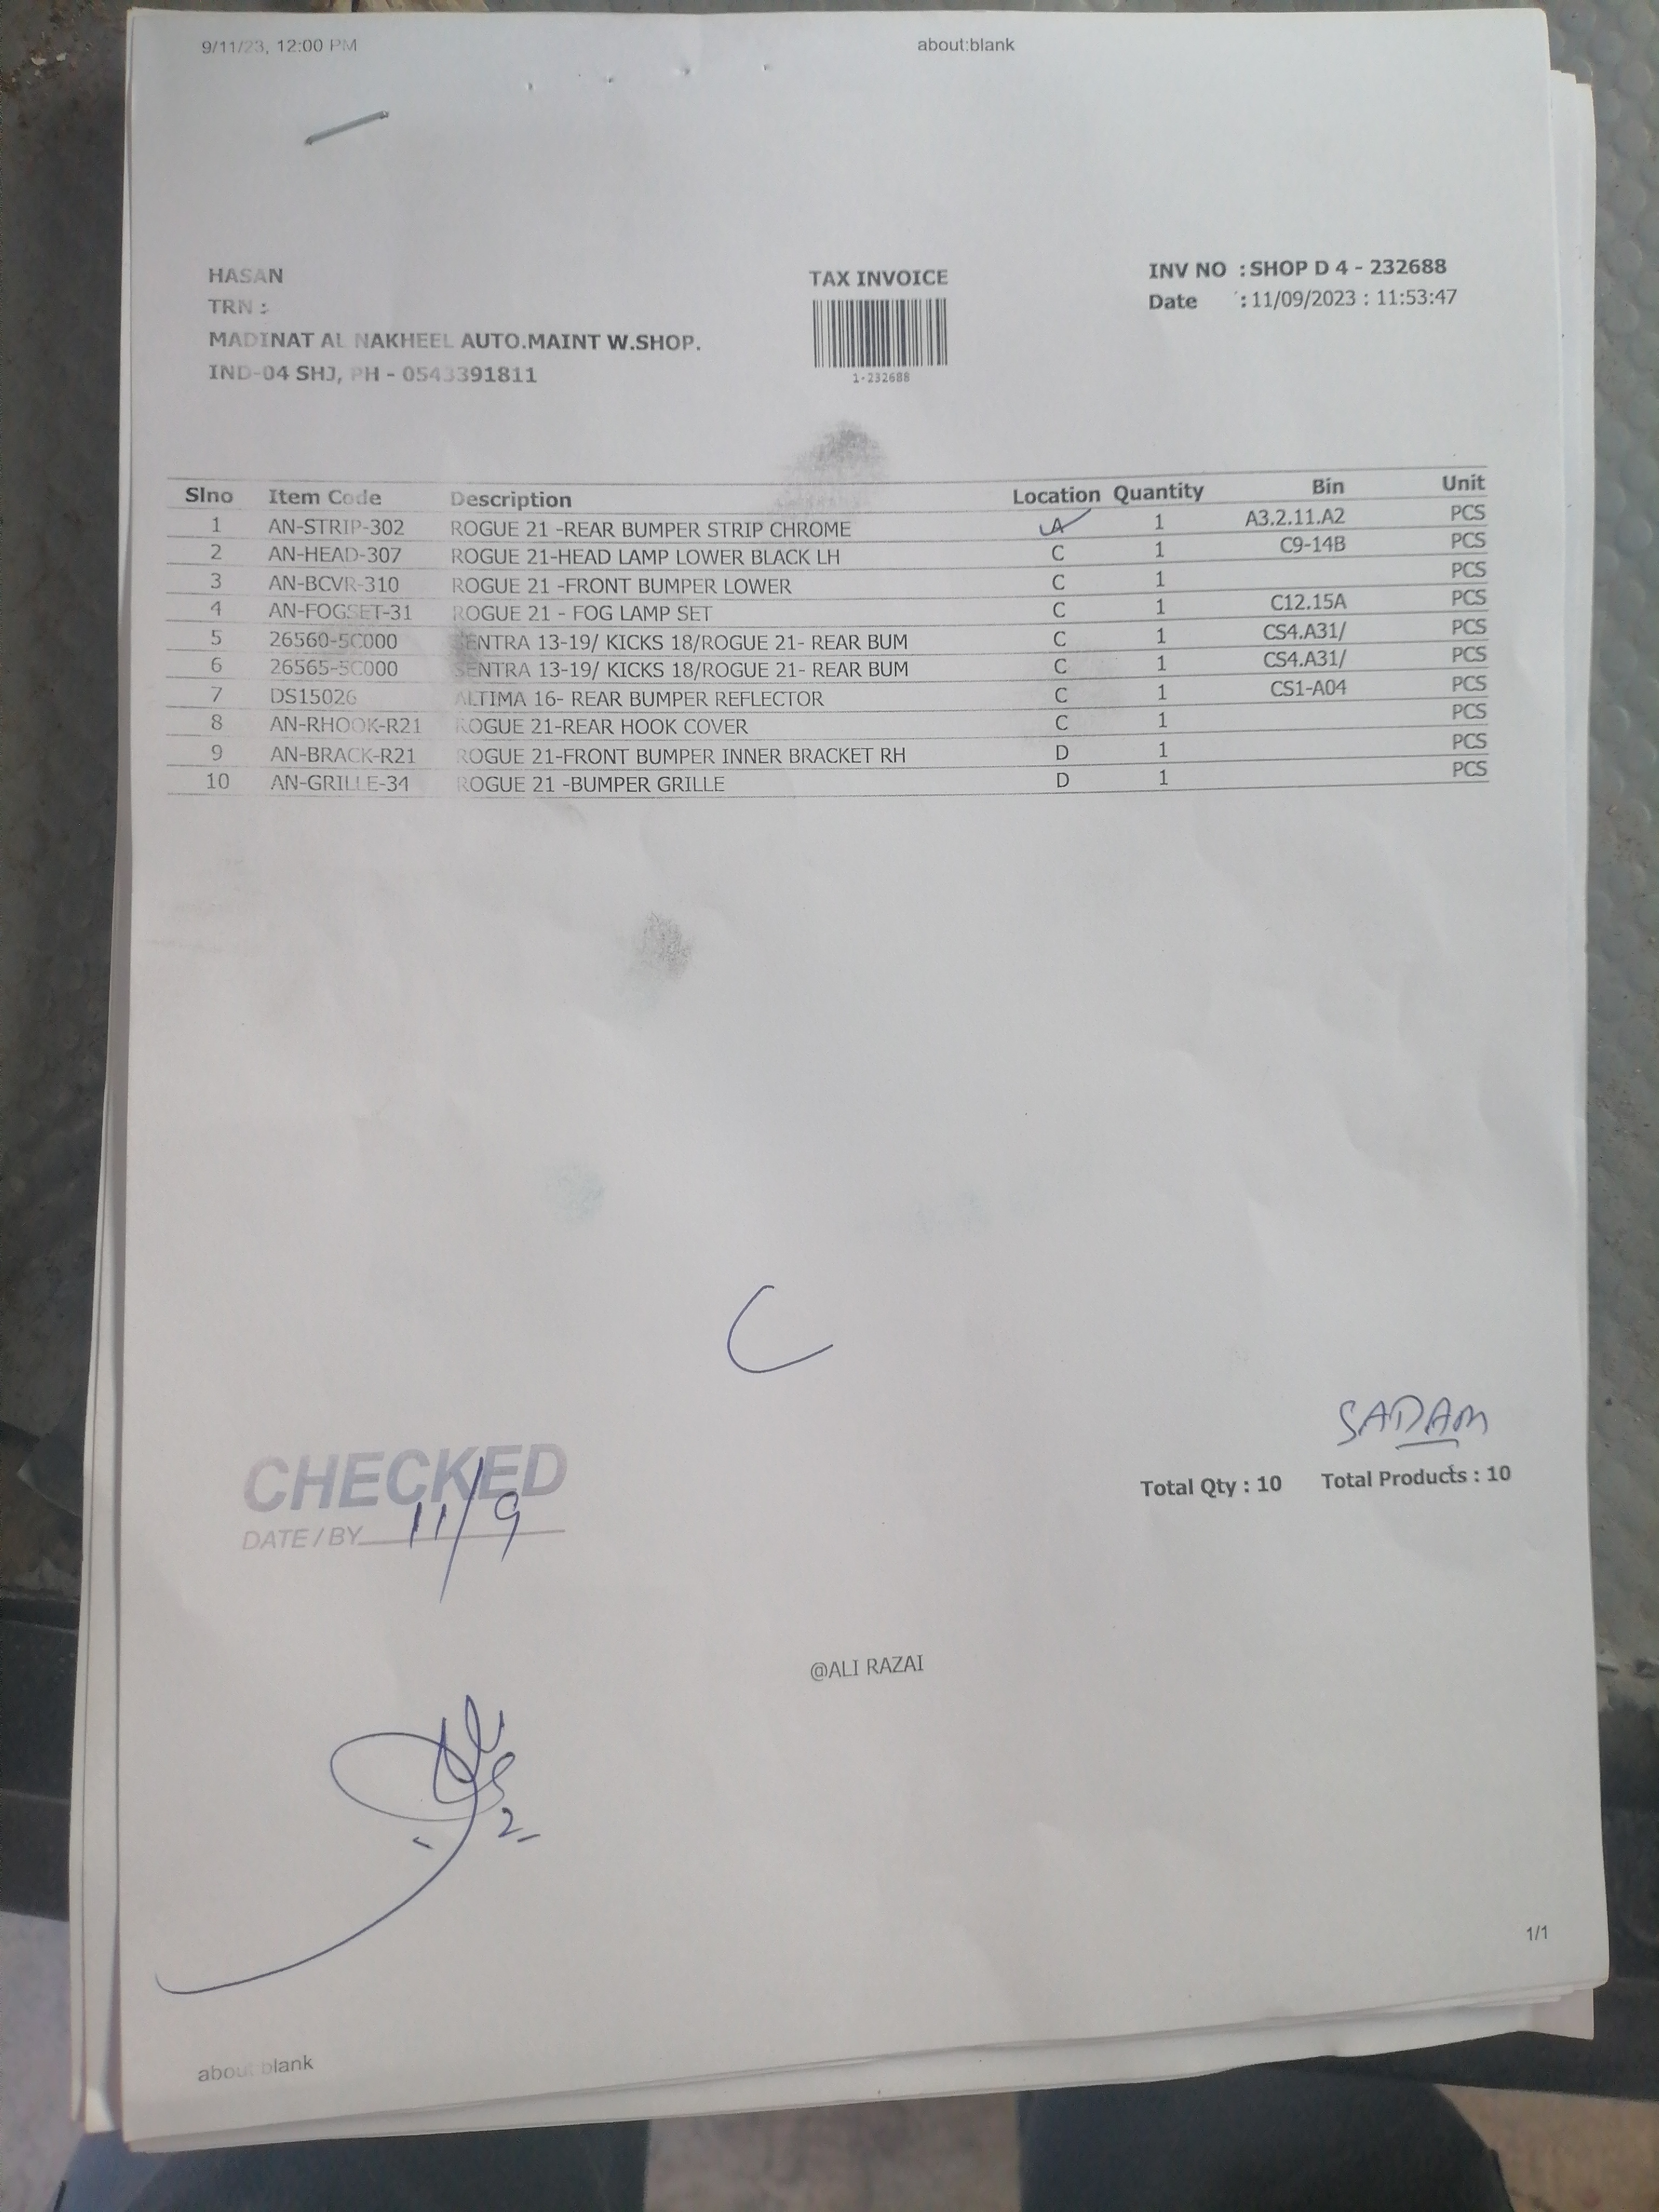 9/11/23, 12:00 PM about:blank
HASAN TAX INVOICE INV NO : SHOP D 4 - 232688
TRN : Date : 11/09/2023 : 11:53:47
MADINAT AL NAKHEEL AUTO.MAINT W.SHOP.
IND-04 SHJ, PH - 0543391811 1-232688
Slno Item Code Description Location Quantity Bin Unit
1 AN-STRIP-302 ROGUE 21 -REAR BUMPER STRIP CHROME A 1 A3.2.11.A2 PCS
2 AN-HEAD-307 ROGUE 21-HEAD LAMP LOWER BLACK LH C 1 C9-14B PCS
3 AN-BCVR-310 ROGUE 21 -FRONT BUMPER LOWER C 1 PCS
4 AN-FOGSET-31 ROGUE 21 - FOG LAMP SET C 1 C12.15A PCS
5 26560-5C000 SENTRA 13-19/ KICKS 18/ROGUE 21- REAR BUM C 1 CS4.A31/ PCS
6 26565-5C000 SENTRA 13-19/ KICKS 18/ROGUE 21- REAR BUM C 1 CS4.A31/ PCS
7 DS15026 ALTIMA 16- REAR BUMPER REFLECTOR C 1 CS1-A04 PCS
8 AN-RHOOK-R21 ROGUE 21-REAR HOOK COVER C 1 PCS
9 AN-BRACK-R21 ROGUE 21-FRONT BUMPER INNER BRACKET RH D 1 PCS
10 AN-GRILLE-34 ROGUE 21 -BUMPER GRILLE D 1 PCS
C
SADAM
Total Qty : 10 Total Products : 10
CHECKED
DATE / BY 11/9
@ALI RAZAI
1/1
about:blank